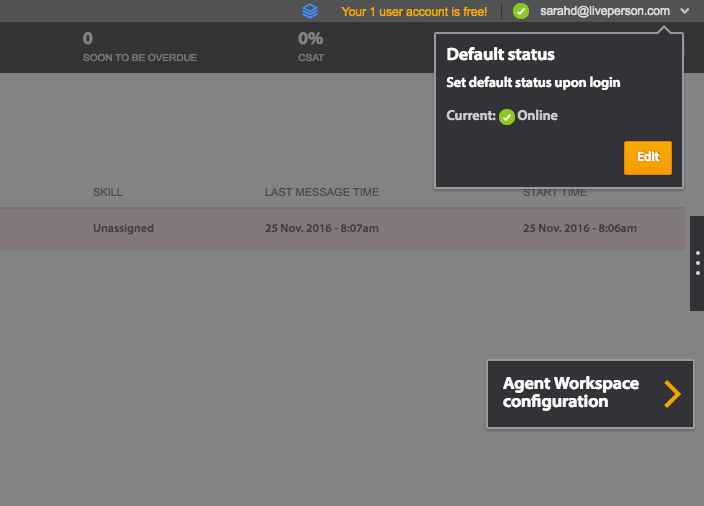 Your 1 user account is free! sarahd@liveperson.com
0 0%
SOON TO BE OVERDUE CSAT
Default status
Set default status upon login
Current: Online
Edit
SKILL LAST MESSAGE TIME START TIME
Unassigned 25 Nov. 2016 - 8:07am 25 Nov. 2016 - 8:06am
Agent Workspace
configuration